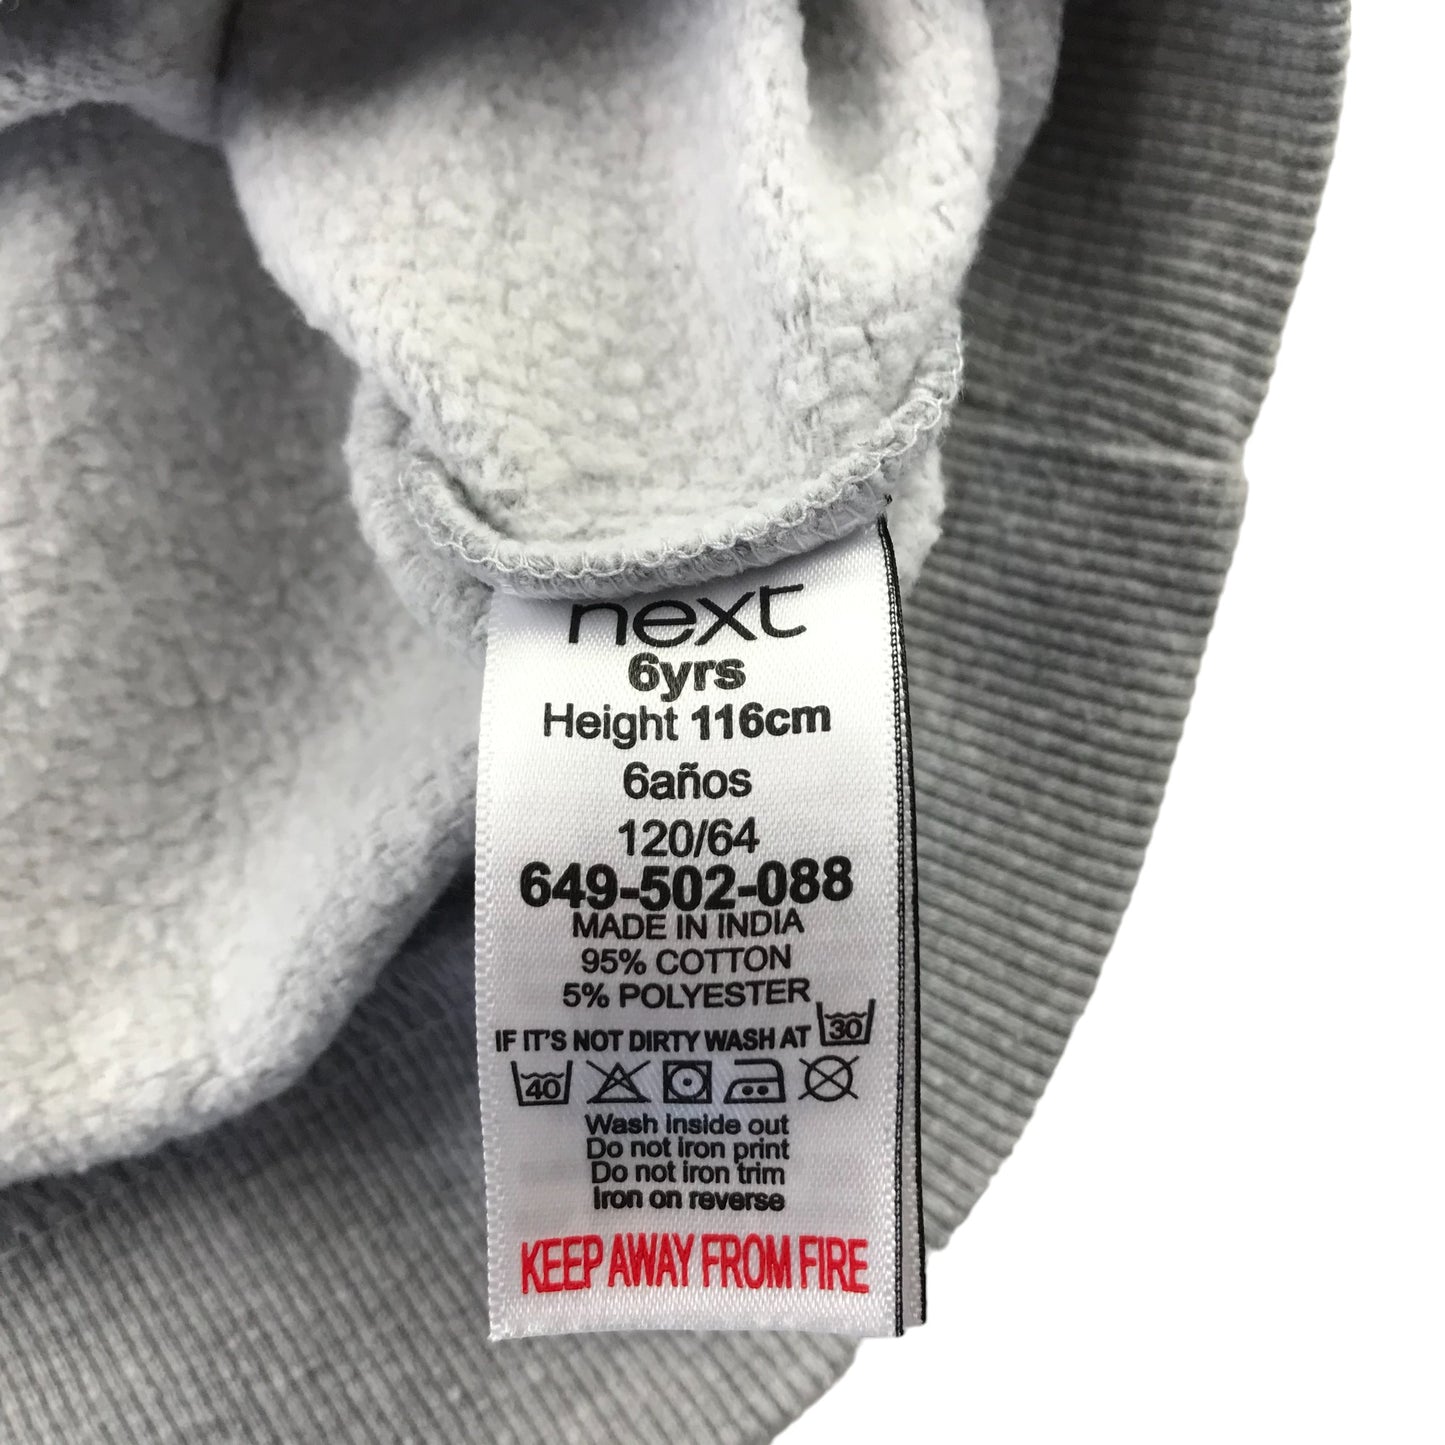 next
6yrs
Height 116cm
6años
120/64
649-502-088
MADE IN INDIA
95% COTTON
5% POLYESTER
IF IT'S NOT DIRTY WASH AT 30
40
Wash inside out
Do not iron print
Do not iron trim
Iron on reverse
KEEP AWAY FROM FIRE